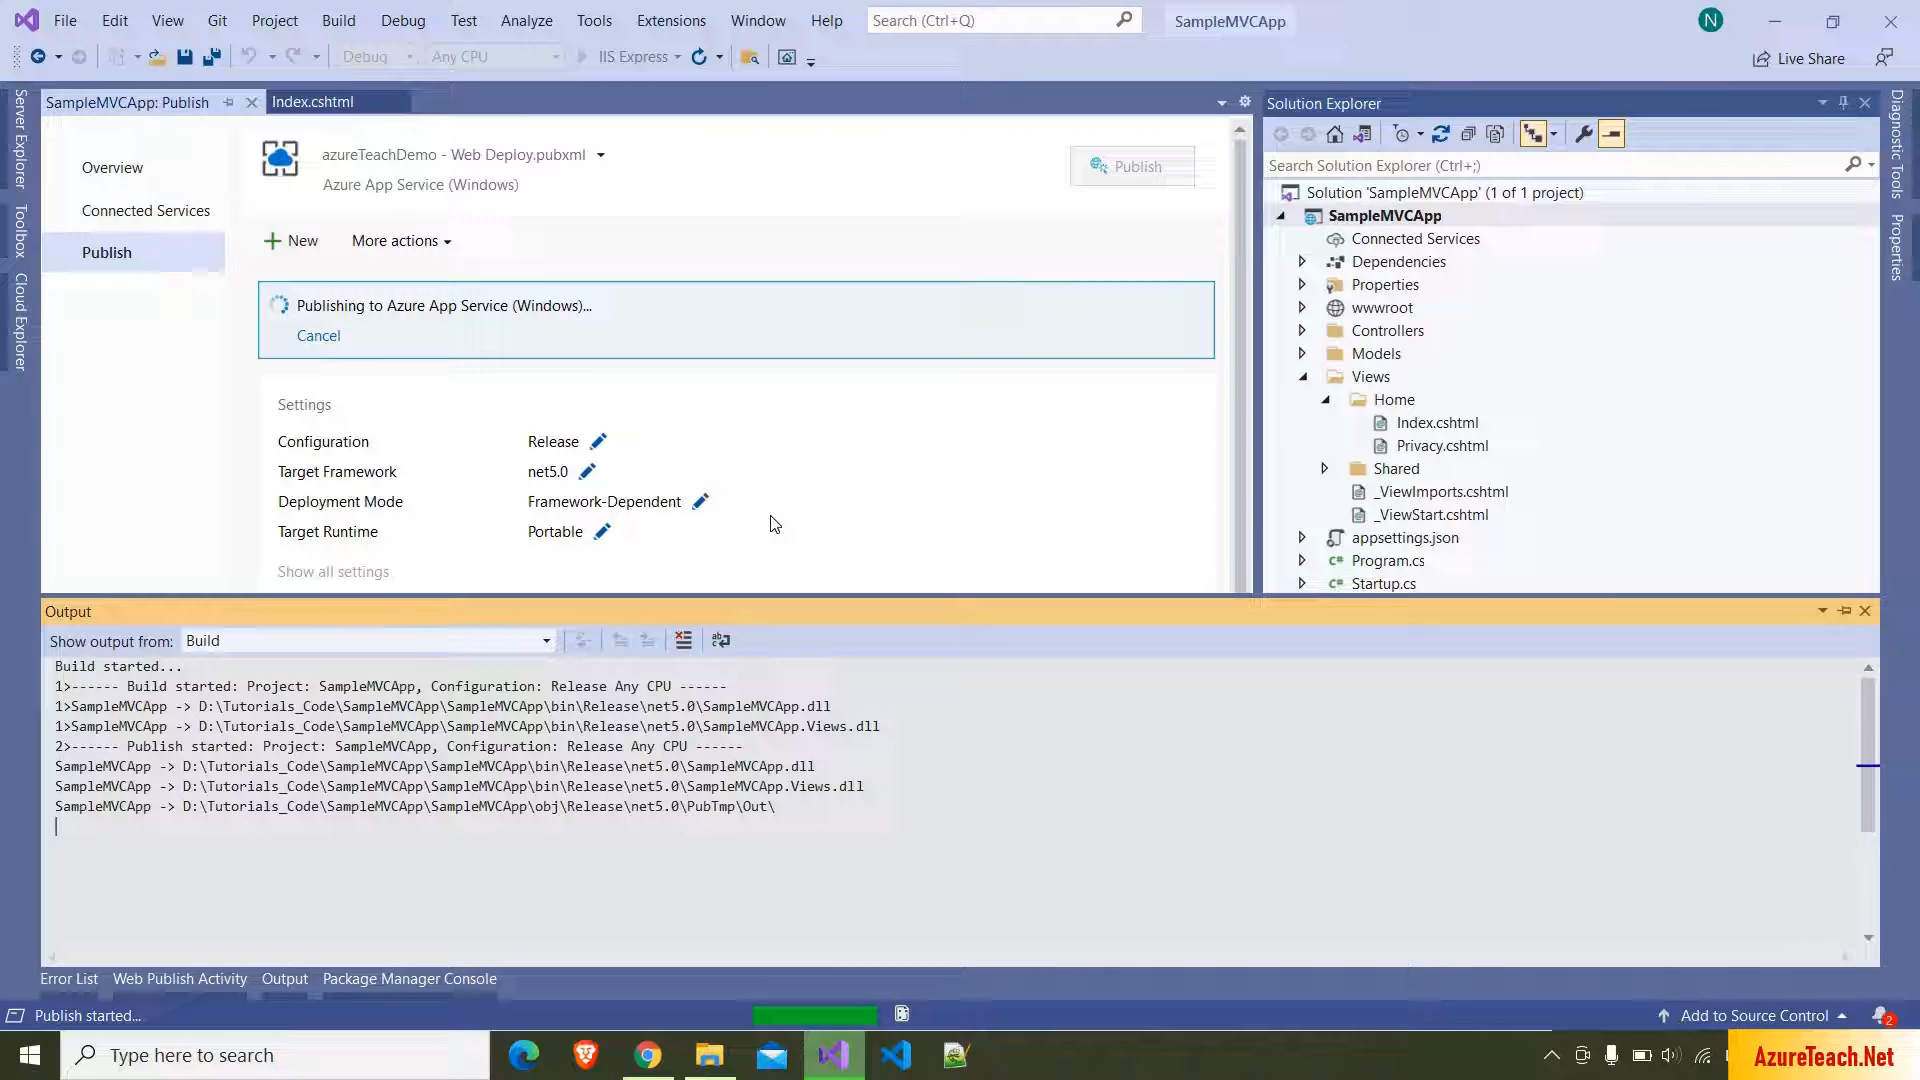 File Edit View Git Project Build Debug Test Analyze Tools Extensions Window Help Search (Ctrl+Q) SampleMVCApp N
Debug Any CPU IIS Express Live Share
Server Explorer
Toolbox
Cloud Explorer
SampleMVCApp: Publish Index.cshtml
Overview
Connected Services
Publish
azureTeachDemo - Web Deploy.pubxml
Azure App Service (Windows)
Publish
New More actions
Publishing to Azure App Service (Windows)...
Cancel
Settings
Configuration Release
Target Framework net5.0
Deployment Mode Framework-Dependent
Target Runtime Portable
Show all settings
Solution Explorer
Search Solution Explorer (Ctrl+;)
Solution 'SampleMVCApp' (1 of 1 project)
SampleMVCApp
Connected Services
Dependencies
Properties
wwwroot
Controllers
Models
Views
Home
Index.cshtml
Privacy.cshtml
Shared
_ViewImports.cshtml
_ViewStart.cshtml
appsettings.json
C# Program.cs
C# Startup.cs
Diagnostic Tools
Properties
Output
Show output from: Build
Build started...
1>------ Build started: Project: SampleMVCApp, Configuration: Release Any CPU ------
1>SampleMVCApp -> D:\Tutorials_Code\SampleMVCApp\SampleMVCApp\bin\Release\net5.0\SampleMVCApp.dll
1>SampleMVCApp -> D:\Tutorials_Code\SampleMVCApp\SampleMVCApp\bin\Release\net5.0\SampleMVCApp.Views.dll
2>------ Publish started: Project: SampleMVCApp, Configuration: Release Any CPU ------
SampleMVCApp -> D:\Tutorials_Code\SampleMVCApp\SampleMVCApp\bin\Release\net5.0\SampleMVCApp.dll
SampleMVCApp -> D:\Tutorials_Code\SampleMVCApp\SampleMVCApp\bin\Release\net5.0\SampleMVCApp.Views.dll
SampleMVCApp -> D:\Tutorials_Code\SampleMVCApp\SampleMVCApp\obj\Release\net5.0\PubTmp\Out\
Error List Web Publish Activity Output Package Manager Console
Publish started... Add to Source Control 2
Type here to search
AzureTeach.Net